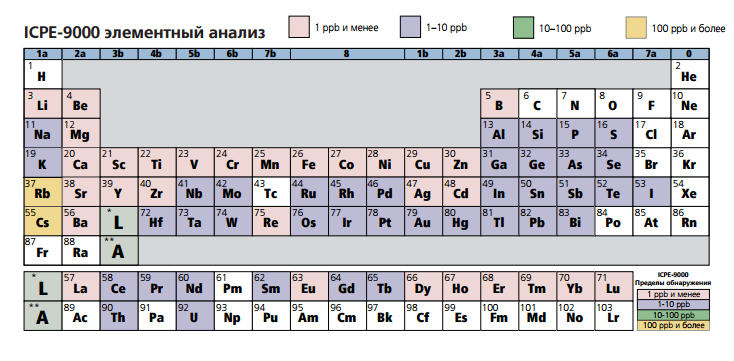 ICPE-9000 элементный анализ
1 ppb и менее
1–10 ppb
10–100 ppb
100 ppb и более
1a 2a 3b 4b 5b 6b 7b 8 1b 2b 3a 4a 5a 6a 7a 0
1 2
H He
3 4 5 6 7 8 9 10
Li Be B C N O F Ne
11 12 13 14 15 16 17 18
Na Mg Al Si P S Cl Ar
19 20 21 22 23 24 25 26 27 28 29 30 31 32 33 34 35 36
K Ca Sc Ti V Cr Mn Fe Co Ni Cu Zn Ga Ge As Se Br Kr
37 38 39 40 41 42 43 44 45 46 47 48 49 50 51 52 53 54
Rb Sr Y Zr Nb Mo Tc Ru Rh Pd Ag Cd In Sn Sb Te I Xe
55 56 * 72 73 74 75 76 77 78 79 80 81 82 83 84 85 86
Cs Ba L Hf Ta W Re Os Ir Pt Au Hg Tl Pb Bi Po At Rn
87 88 **
Fr Ra A
* 57 58 59 60 61 62 63 64 65 66 67 68 69 70 71
L La Ce Pr Nd Pm Sm Eu Gd Tb Dy Ho Er Tm Yb Lu
** 89 90 91 92 93 94 95 96 97 98 99 100 101 102 103
A Ac Th Pa U Np Pu Am Cm Bk Cf Es Fm Md No Lr
ICPE-9000
Пределы обнаружения
1 ppb и менее
1-10 ppb
10-100 ppb
100 ppb и более